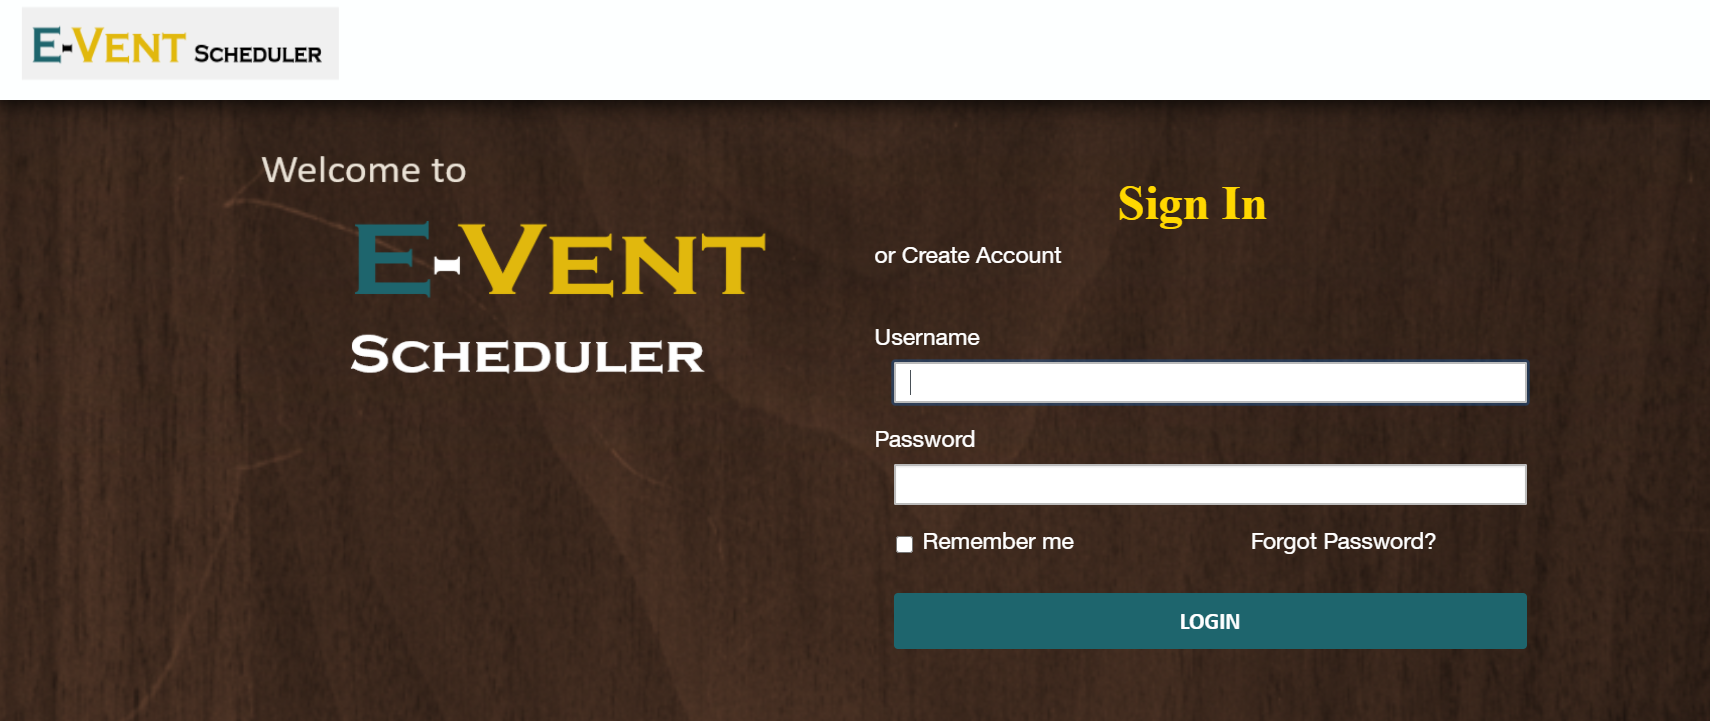 E-Vent Scheduler
Welcome to
E-Vent
Scheduler
Sign In
or Create Account
Username
Password
Remember me
Forgot Password?
LOGIN